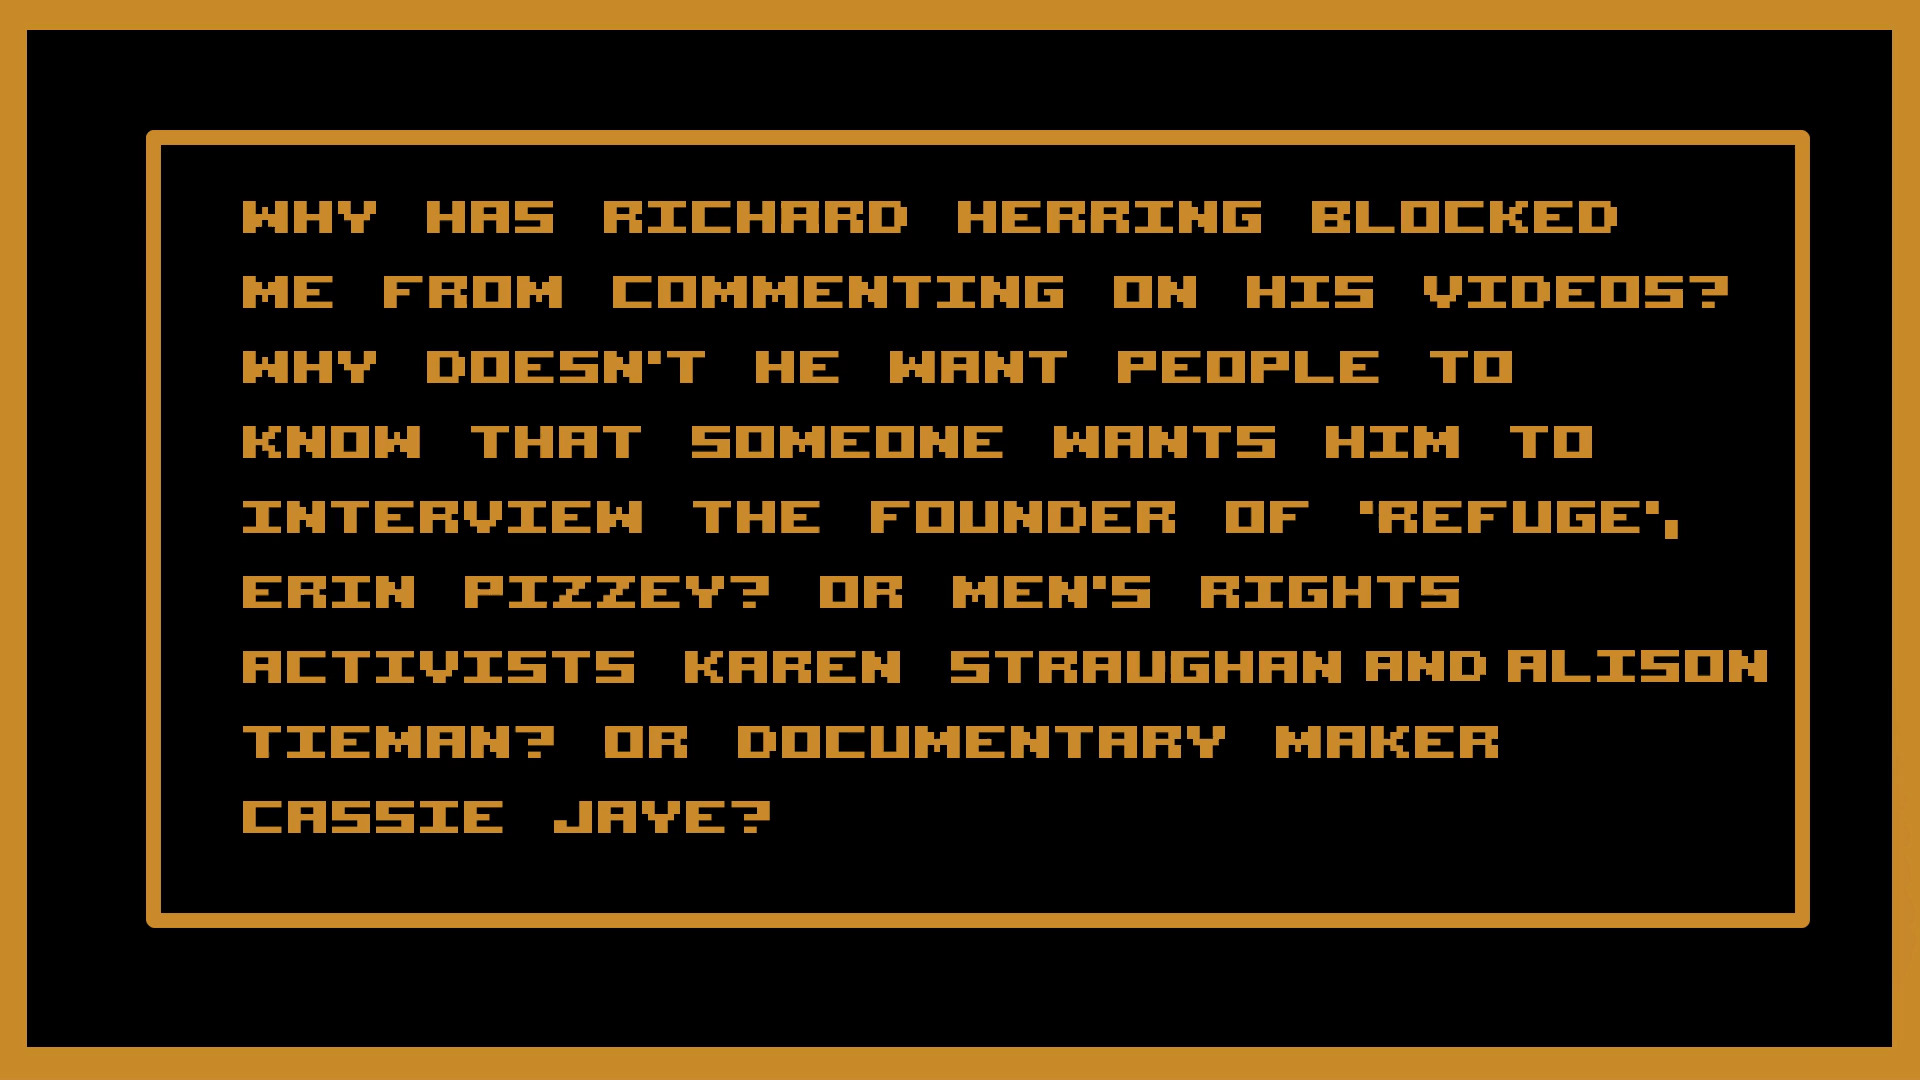 WHY HAS RICHARD HERRING BLOCKED
ME FROM COMMENTING ON HIS VIDEOS?
WHY DOESN'T HE WANT PEOPLE TO
KNOW THAT SOMEONE WANTS HIM TO
INTERVIEW THE FOUNDER OF 'REFUGE',
ERIN PIZZEY? OR MEN'S RIGHTS
ACTIVISTS KAREN STRAUGHAN AND ALISON
TIEMAN? OR DOCUMENTARY MAKER
CASSIE JAYE?